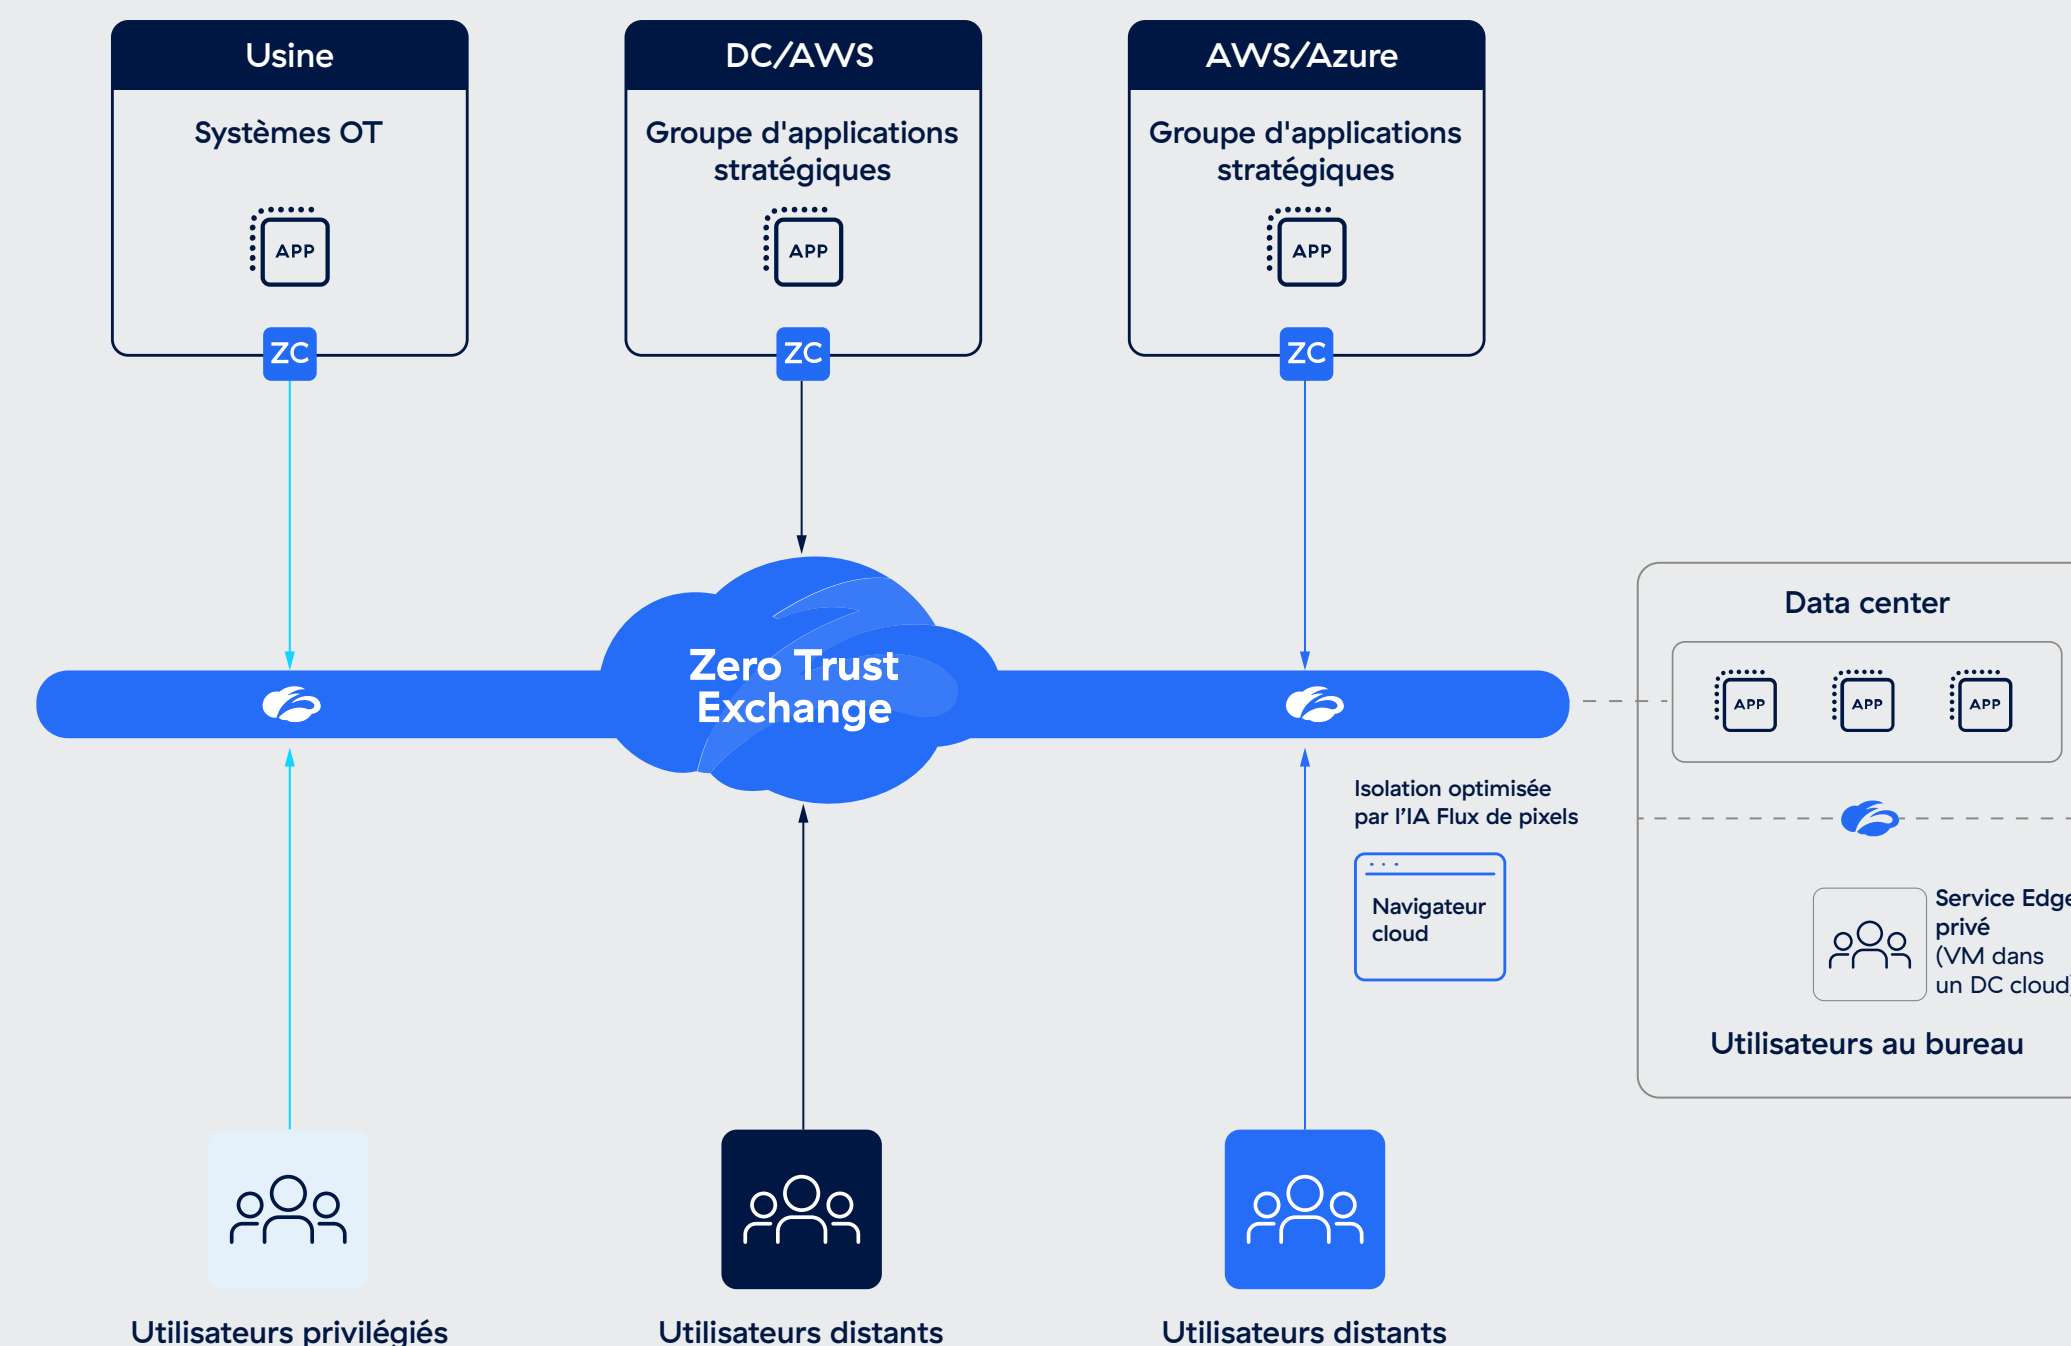 Usine
Systèmes OT
APP
ZC
DC/AWS
Groupe d'applications
stratégiques
APP
ZC
AWS/Azure
Groupe d'applications
stratégiques
APP
ZC
Zero Trust
Exchange
Isolation optimisée
par l’IA Flux de pixels
Navigateur
cloud
Data center
APP
APP
APP
Service Edge
privé
(VM dans
un DC cloud)
Utilisateurs au bureau
Utilisateurs privilégiés
Utilisateurs distants
Utilisateurs distants